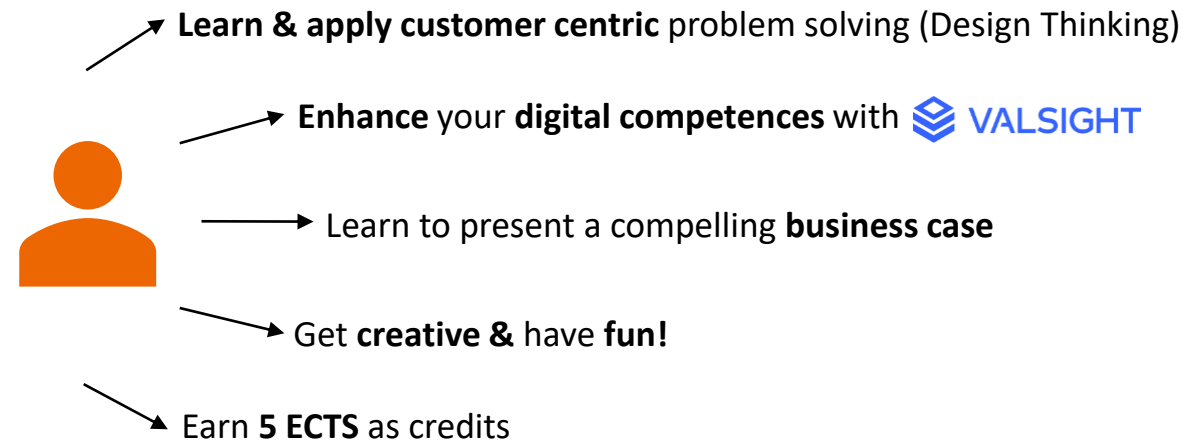 Learn & apply customer centric problem solving (Design Thinking)
Enhance your digital competences with VALSIGHT
Learn to present a compelling business case
Get creative & have fun!
Earn 5 ECTS as credits